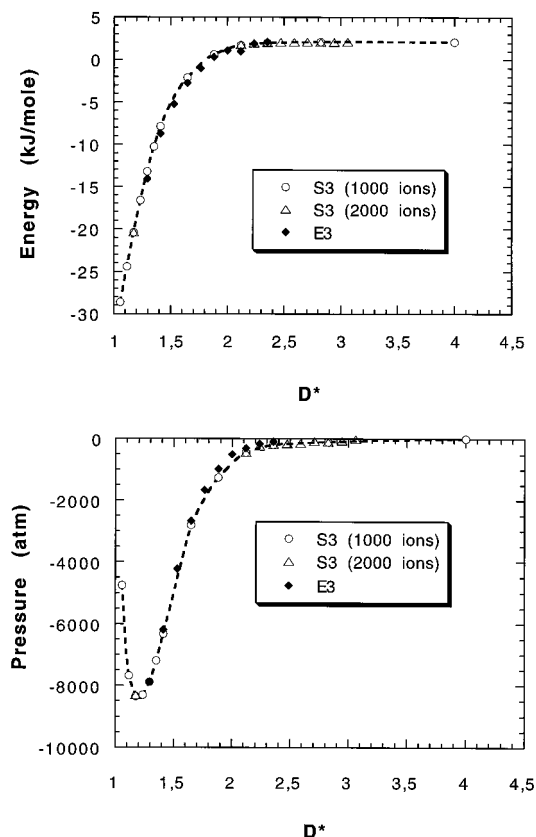 5
0
-5
-10
-15
-20
-25
-30
Energy (kJ/mole)
S3 (1000 ions)
S3 (2000 ions)
E3
1 1,5 2 2,5 3 3,5 4 4,5
D*
0
-2000
-4000
-6000
-8000
-10000
Pressure (atm)
S3 (1000 ions)
S3 (2000 ions)
E3
1 1,5 2 2,5 3 3,5 4 4,5
D*